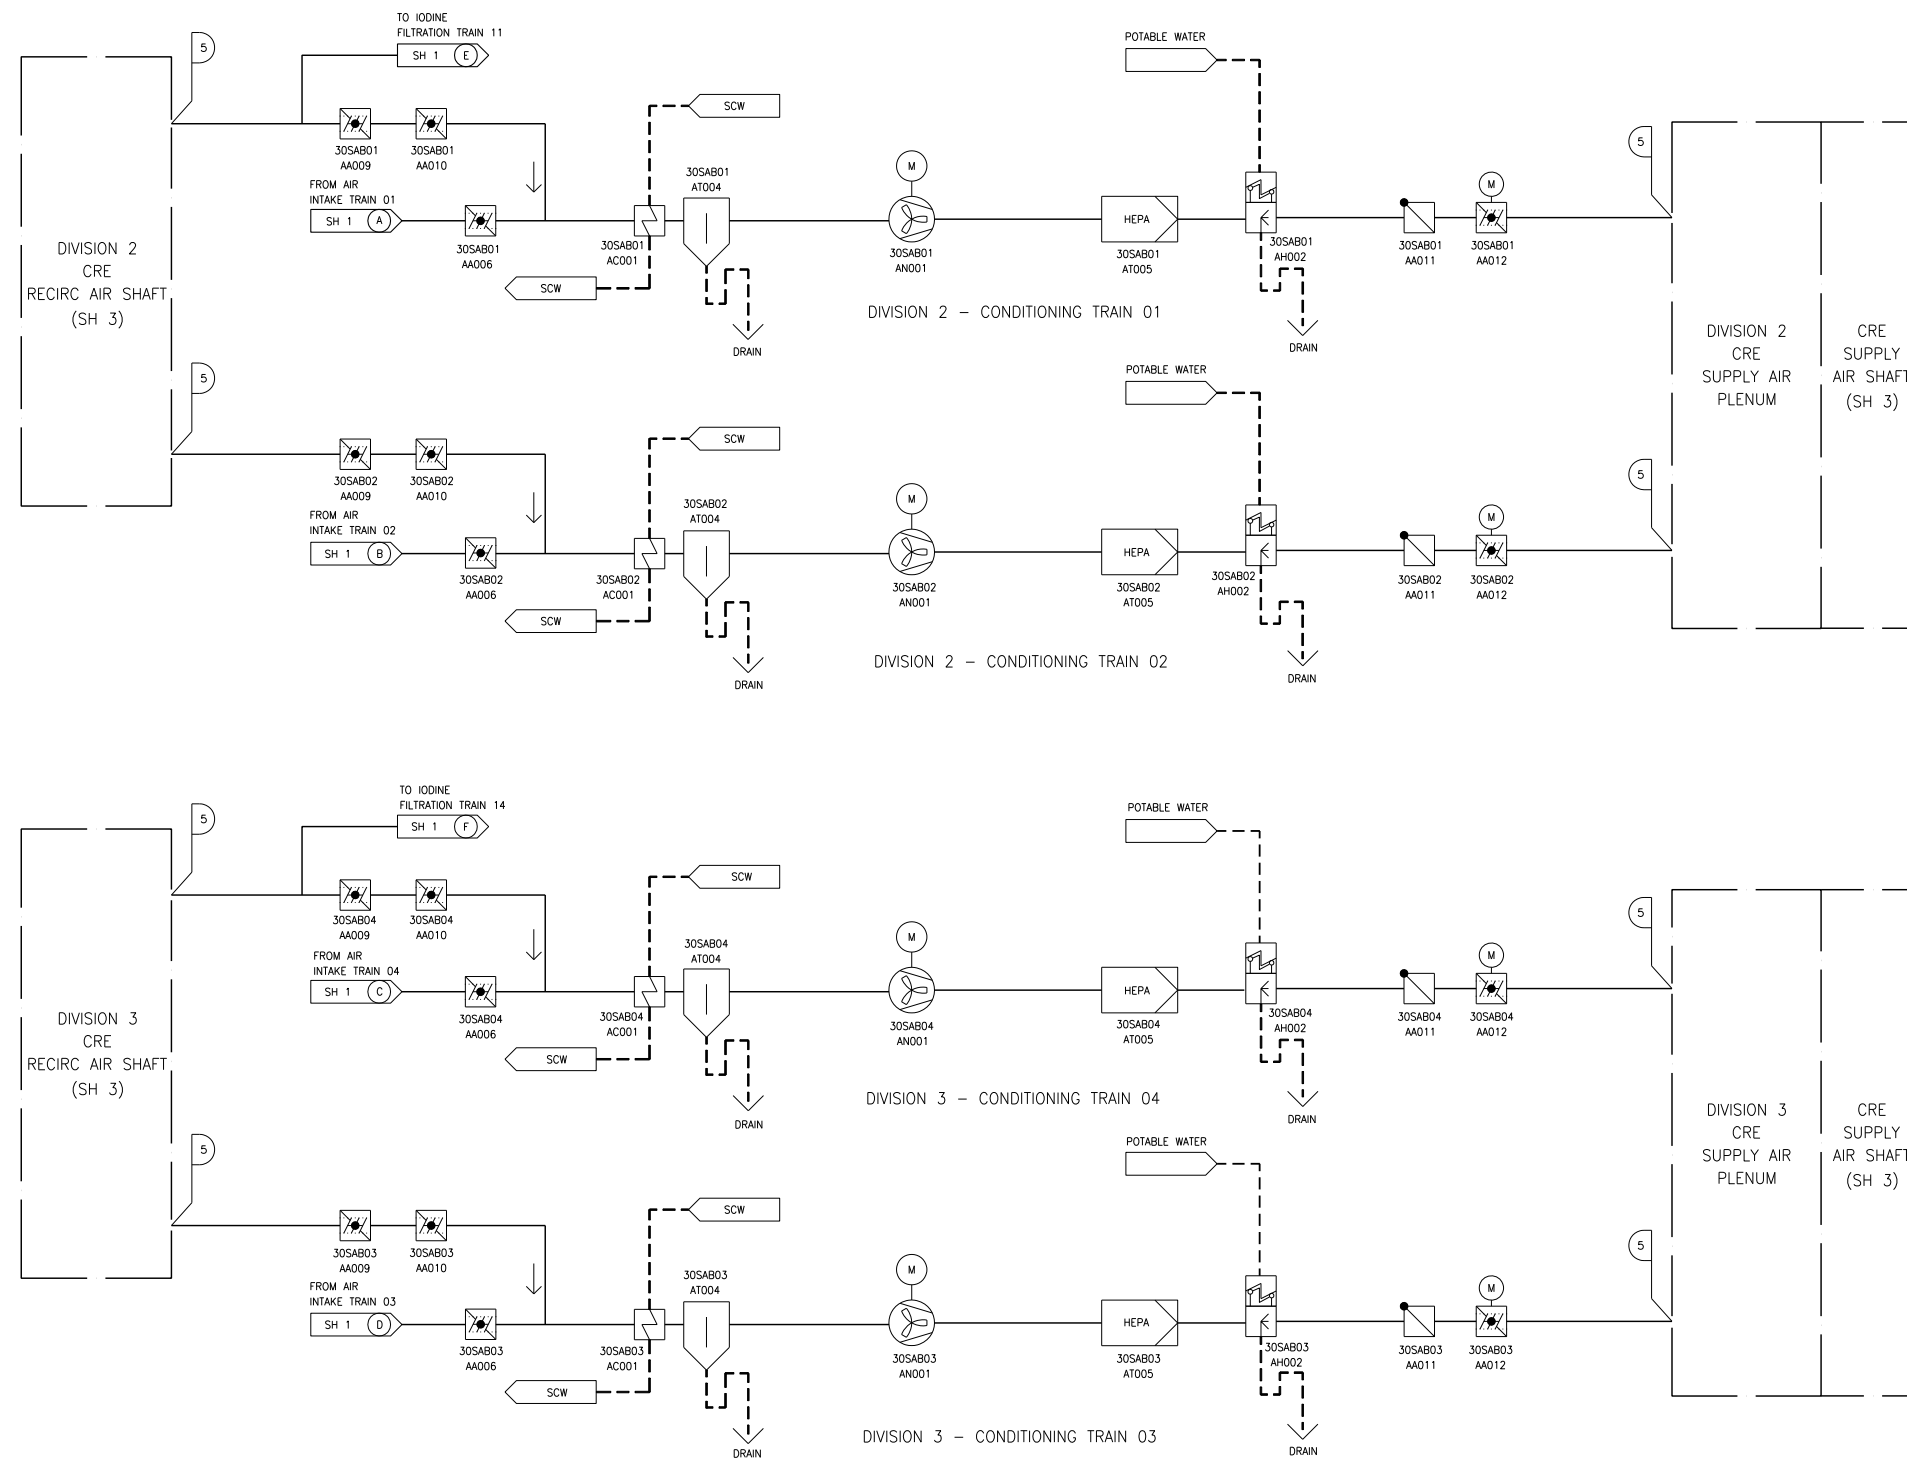 TO IODINE
FILTRATION TRAIN 11
SH 1 E
5
POTABLE WATER
SCW
30SAB01
AA009
30SAB01
AA010
FROM AIR
INTAKE TRAIN 01
SH 1 A
30SAB01
AA006
30SAB01
AC001
SCW
30SAB01
AT004
DRAIN
M
30SAB01
AN001
HEPA
30SAB01
AT005
30SAB01
AH002
DRAIN
30SAB01
AA011
M
30SAB01
AA012
5
DIVISION 2 – CONDITIONING TRAIN 01
DIVISION 2
CRE
RECIRC AIR SHAFT
(SH 3)
DIVISION 2
CRE
SUPPLY AIR
PLENUM
CRE
SUPPLY
AIR SHAFT
(SH 3)
5
POTABLE WATER
SCW
30SAB02
AA009
30SAB02
AA010
FROM AIR
INTAKE TRAIN 02
SH 1 B
30SAB02
AA006
30SAB02
AC001
SCW
30SAB02
AT004
DRAIN
M
30SAB02
AN001
HEPA
30SAB02
AT005
30SAB02
AH002
DRAIN
30SAB02
AA011
M
30SAB02
AA012
5
DIVISION 2 – CONDITIONING TRAIN 02
TO IODINE
FILTRATION TRAIN 14
SH 1 F
5
POTABLE WATER
SCW
30SAB04
AA009
30SAB04
AA010
FROM AIR
INTAKE TRAIN 04
SH 1 C
30SAB04
AA006
30SAB04
AC001
SCW
30SAB04
AT004
DRAIN
M
30SAB04
AN001
HEPA
30SAB04
AT005
30SAB04
AH002
DRAIN
30SAB04
AA011
M
30SAB04
AA012
5
DIVISION 3 – CONDITIONING TRAIN 04
DIVISION 3
CRE
RECIRC AIR SHAFT
(SH 3)
DIVISION 3
CRE
SUPPLY AIR
PLENUM
CRE
SUPPLY
AIR SHAFT
(SH 3)
5
POTABLE WATER
SCW
30SAB03
AA009
30SAB03
AA010
FROM AIR
INTAKE TRAIN 03
SH 1 D
30SAB03
AA006
30SAB03
AC001
SCW
30SAB03
AT004
DRAIN
M
30SAB03
AN001
HEPA
30SAB03
AT005
30SAB03
AH002
DRAIN
30SAB03
AA011
M
30SAB03
AA012
5
DIVISION 3 – CONDITIONING TRAIN 03